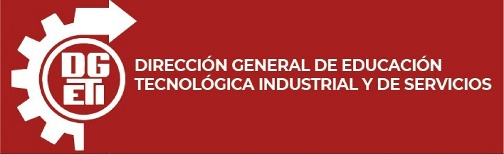 DG
ETI
DIRECCIÓN GENERAL DE EDUCACIÓN
TECNOLÓGICA INDUSTRIAL Y DE SERVICIOS